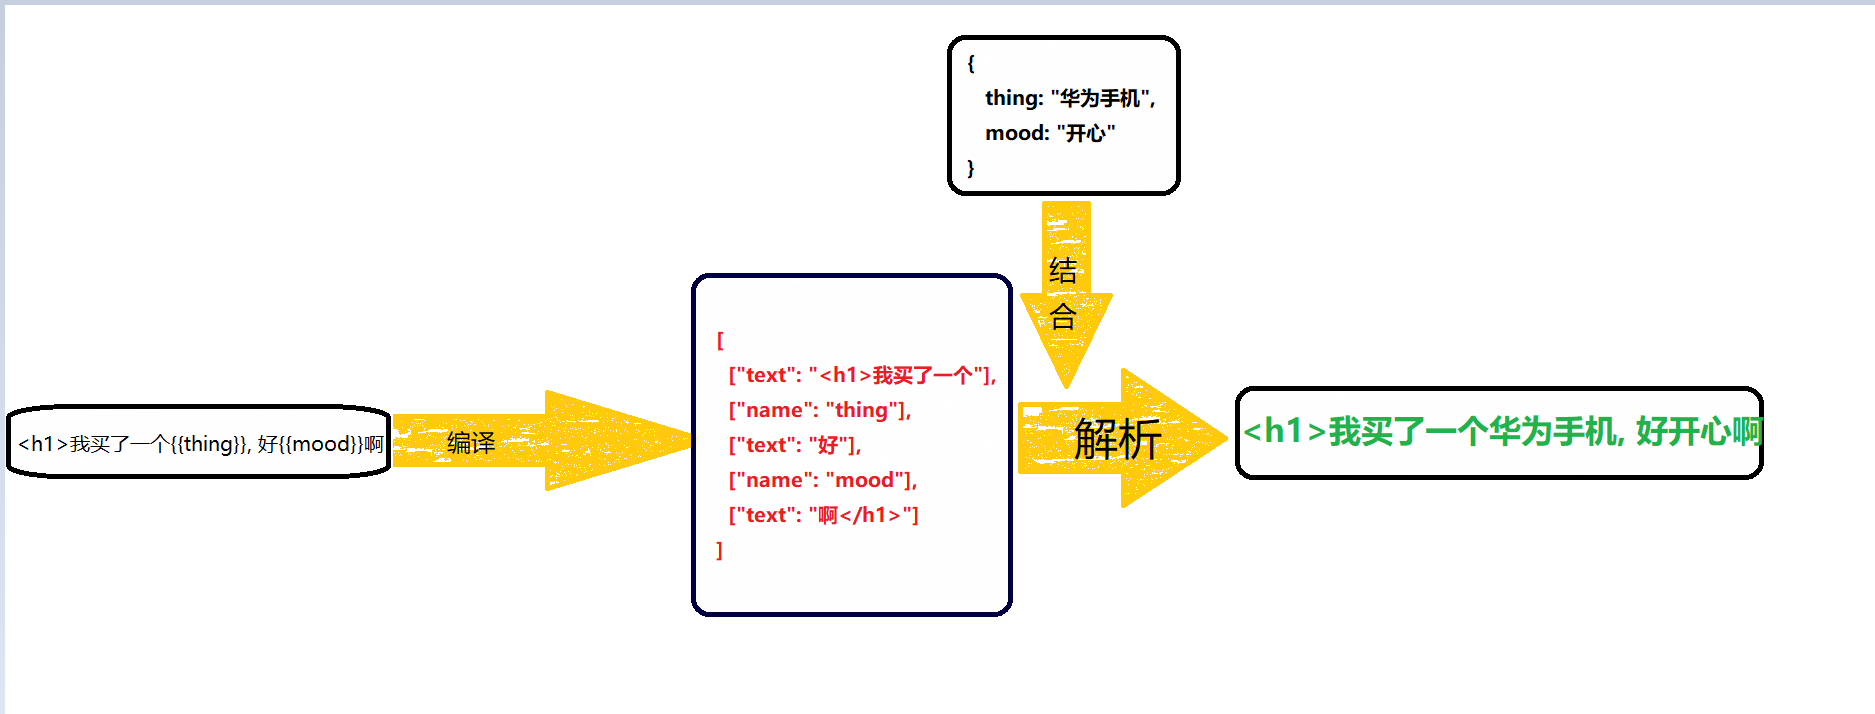 <h1>我买了一个{{thing}}, 好{{mood}}啊
编译
[
["text": "<h1>我买了一个"],
["name": "thing"],
["text": "好"],
["name": "mood"],
["text": "啊</h1>"]
]
{
thing: "华为手机",
mood: "开心"
}
结
合
解析
<h1>我买了一个华为手机, 好开心啊